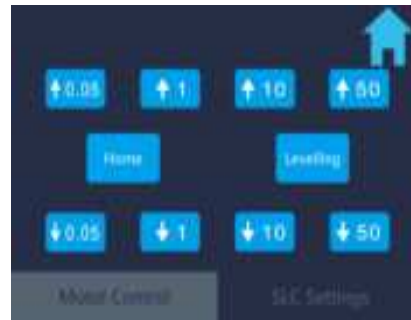 ↑0.05 ↑1 ↑10 ↑50
Home Levelling
↓0.05 ↓1 ↓10 ↓50
Motor Control SLC Settings